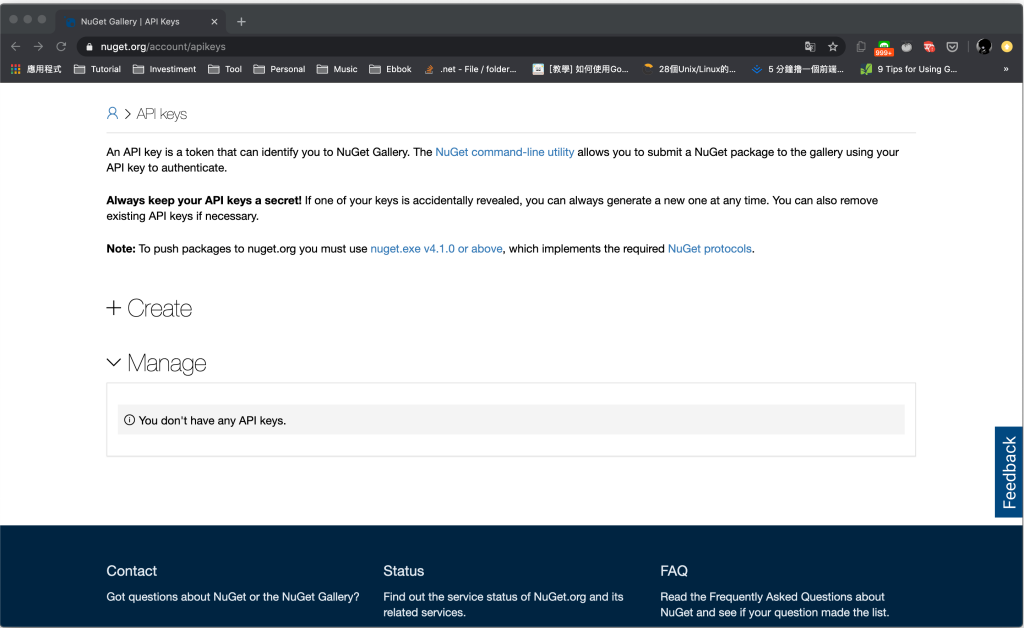 NuGet Gallery | API Keys
nuget.org/account/apikeys
999+
應用程式 Tutorial Investiment Tool Personal Music Ebbok .net - File / folder... [教學] 如何使用Go... 28個Unix/Linux的... 5 分鐘擼一個前端... 9 Tips for Using G... »
API keys
An API key is a token that can identify you to NuGet Gallery. The NuGet command-line utility allows you to submit a NuGet package to the gallery using your
API key to authenticate.
Always keep your API keys a secret! If one of your keys is accidentally revealed, you can always generate a new one at any time. You can also remove
existing API keys if necessary.
Note: To push packages to nuget.org you must use nuget.exe v4.1.0 or above, which implements the required NuGet protocols.
+ Create
Manage
You don't have any API keys.
Feedback
Contact
Got questions about NuGet or the NuGet Gallery?
Status
Find out the service status of NuGet.org and its
related services.
FAQ
Read the Frequently Asked Questions about
NuGet and see if your question made the list.